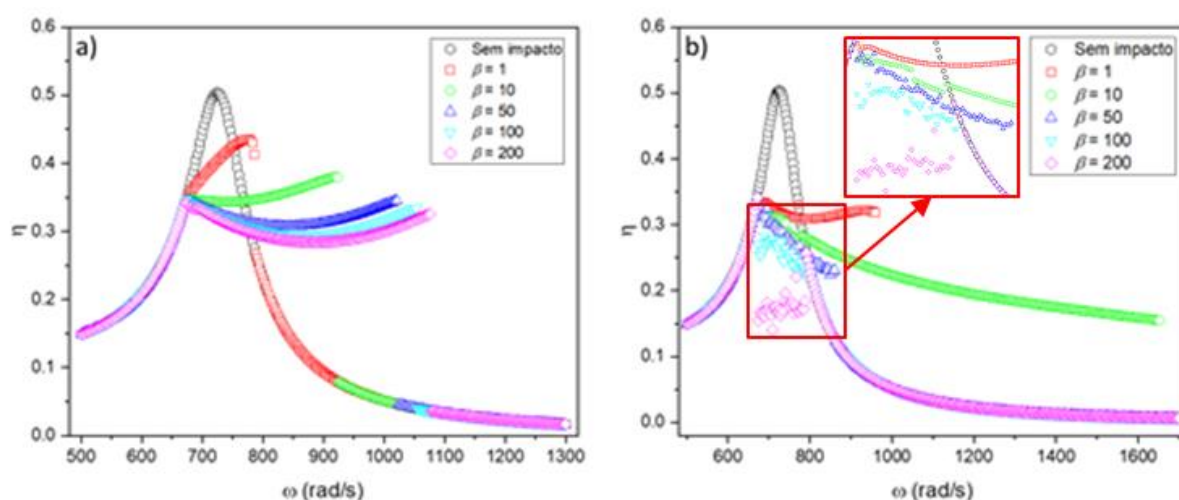 a)
0.6
0.5
0.4
0.3
0.2
0.1
0.0
η
500 600 700 800 900 1000 1100 1200 1300
ω (rad/s)
Sem impacto
β = 1
β = 10
β = 50
β = 100
β = 200
b)
0.6
0.5
0.4
0.3
0.2
0.1
0.0
η
600 800 1000 1200 1400 1600
ω (rad/s)
Sem impacto
β = 1
β = 10
β = 50
β = 100
β = 200